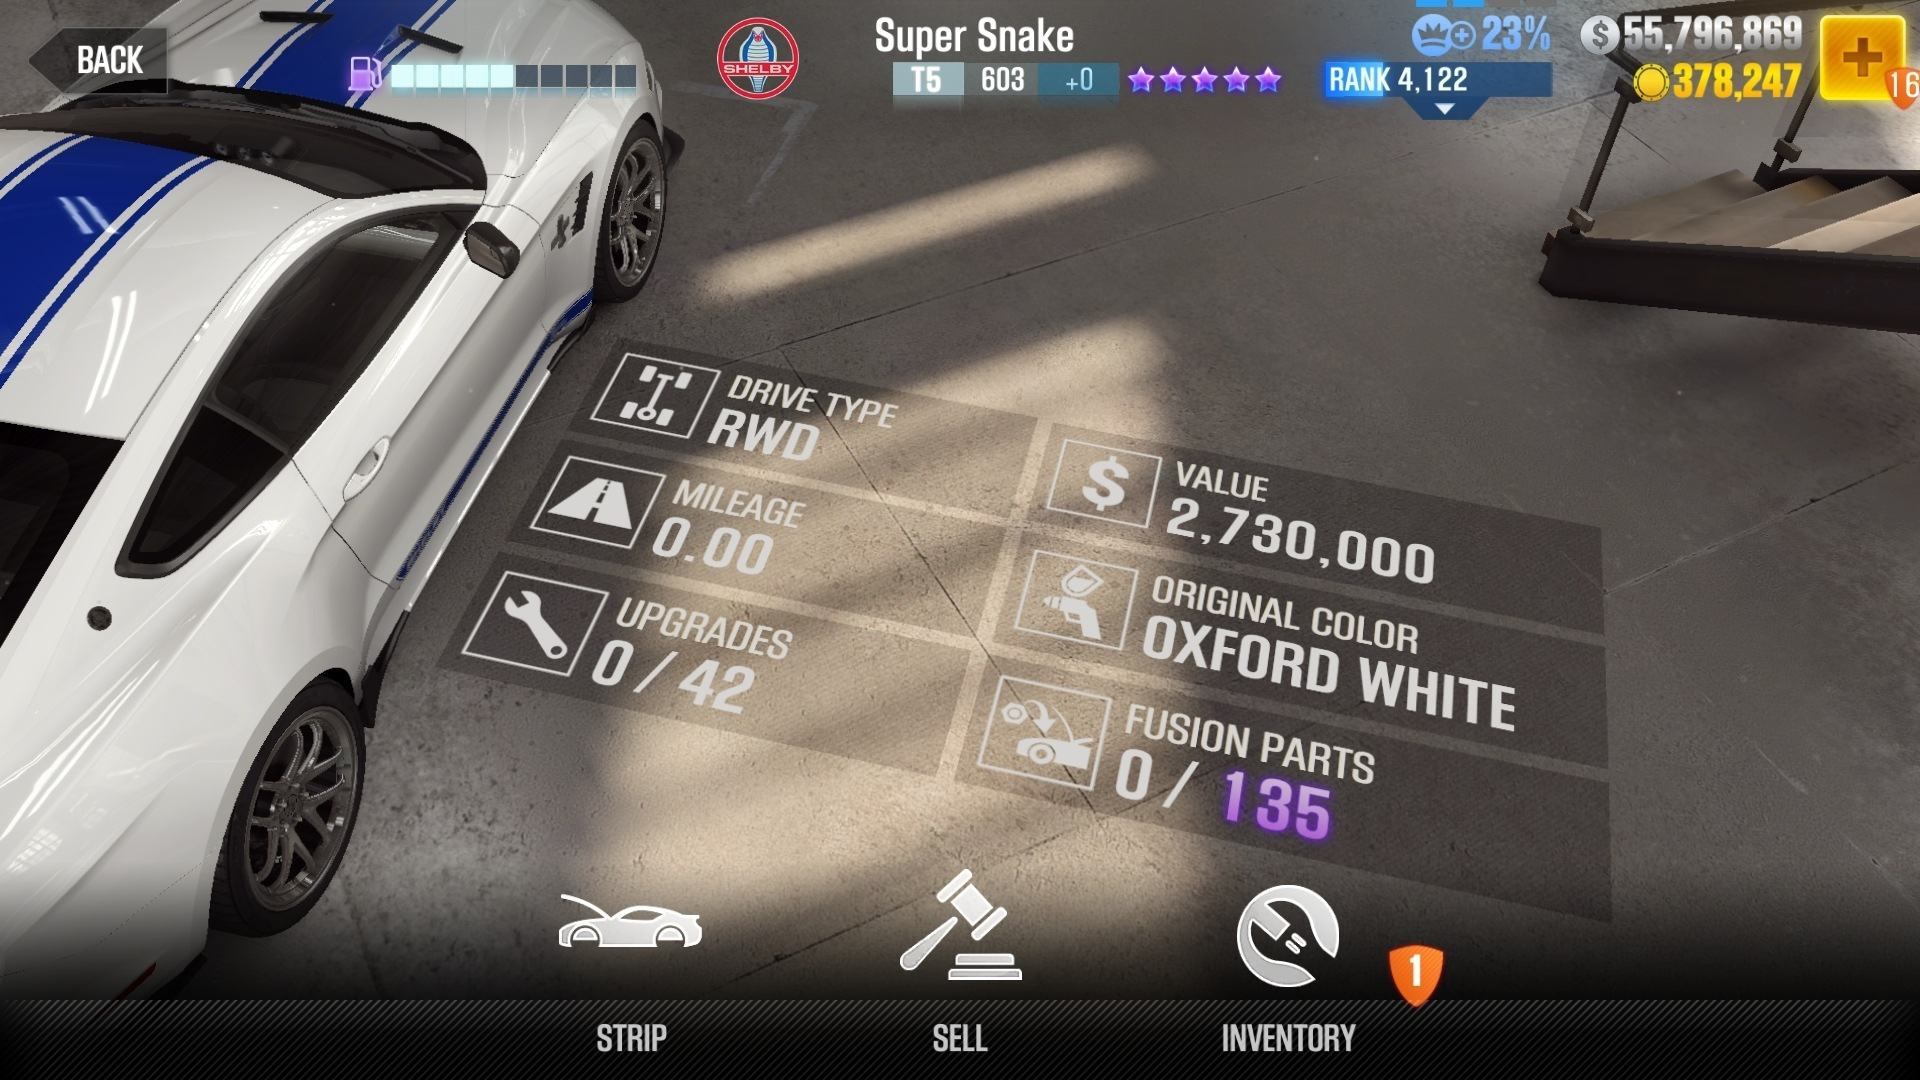 BACK
SHELBY
Super Snake
T5 603 +0
RANK 4,122
23%
$ 55,796,869
378,247
+
16
DRIVE TYPE
RWD
MILEAGE
0.00
UPGRADES
0 / 42
$
VALUE
2,730,000
ORIGINAL COLOR
OXFORD WHITE
FUSION PARTS
0 / 135
STRIP
SELL
INVENTORY
1